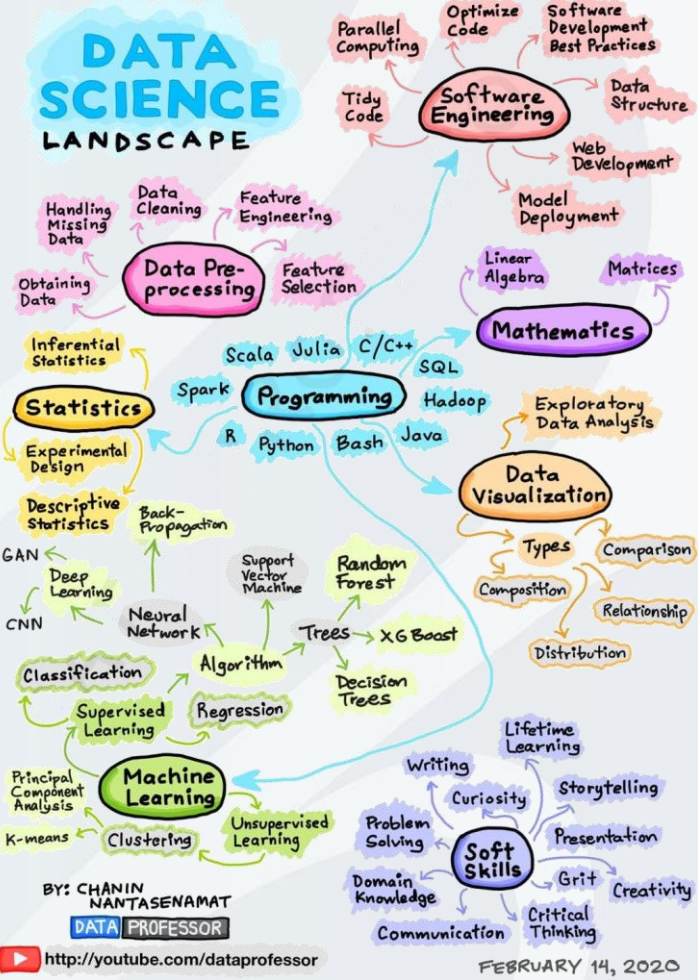 DATA
SCIENCE
LANDSCAPE
Parallel
Computing
Optimize
Code
Software
Development
Best Practices
Tidy
Code
Software
Engineering
Data
Structure
Web
Development
Model
Deployment
Handling
Missing
Data
Data
Cleaning
Feature
Engineering
Obtaining
Data
Data Pre-
processing
Feature
Selection
Linear
Algebra
Matrices
Mathematics
Inferential
Statistics
Statistics
Experimental
Design
Descriptive
Statistics
Scala
Julia
C/C++
SQL
Spark
Programming
Hadoop
R
Python
Bash
Java
Exploratory
Data Analysis
Data
Visualization
Types
Comparison
Composition
Relationship
Distribution
Back-
Propagation
GAN
Deep
Learning
CNN
Neural
Network
Support
Vector
Machine
Random
Forest
Trees
XG Boost
Algorithm
Decision
Trees
Classification
Supervised
Learning
Regression
Machine
Learning
Principal
Component
Analysis
K-means
Clustering
Unsupervised
Learning
Lifetime
Learning
Writing
Curiosity
Storytelling
Problem
Solving
Soft
Skills
Presentation
Domain
Knowledge
Grit
Creativity
Communication
Critical
Thinking
BY: CHANIN
NANTASENAMAT
DATA PROFESSOR
http://youtube.com/dataprofessor
FEBRUARY 14, 2020